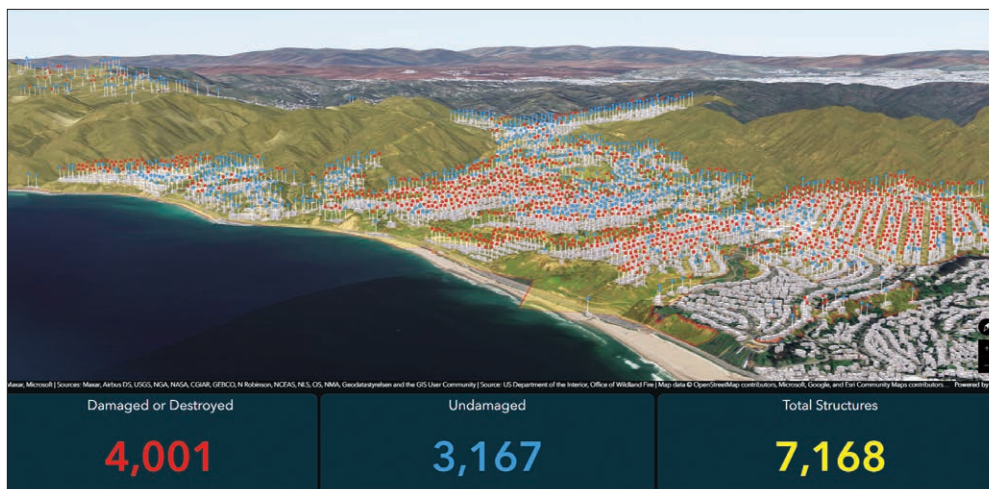 Maxar, Microsoft | Sources: Maxar, Airbus DS, USGS, NGA, NASA, CGIAR, GEBCO, N Robinson, NCEAS, NLS, OS, NMA, Geodatastyrelsen and the GIS User Community | Source: US Department of the Interior, Office of Wildland Fire | Map data © OpenStreetMap contributors, Microsoft, Google, and Esri Community Maps contributors... Powered by
Damaged or Destroyed
Undamaged
Total Structures
4,001
3,167
7,168